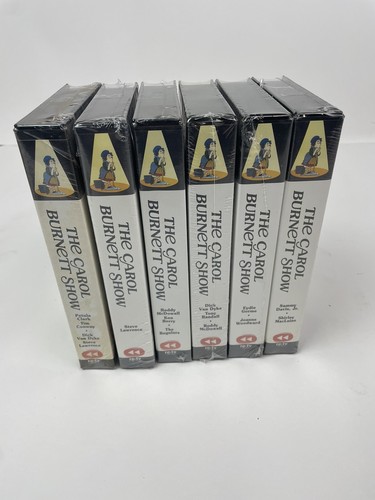 THE CAROL
BURNETT SHOW
Petula
Clark
Tim
Conway
Dick
Van Dyke
Steve
Lawrence
THE CAROL
BURNETT SHOW
Steve
Lawrence
THE CAROL
BURNETT SHOW
Roddy
McDowall
Ken
Berry
The
THE CAROL
BURNETT SHOW
Dick
Van Dyke
Tony
Randall
Roddy
McDowall
THE CAROL
BURNETT SHOW
Eydie
Gorme
Joanne
Woodward
THE CAROL
BURNETT SHOW
Sammy
Davis, Jr.
Shirley
MacLaine